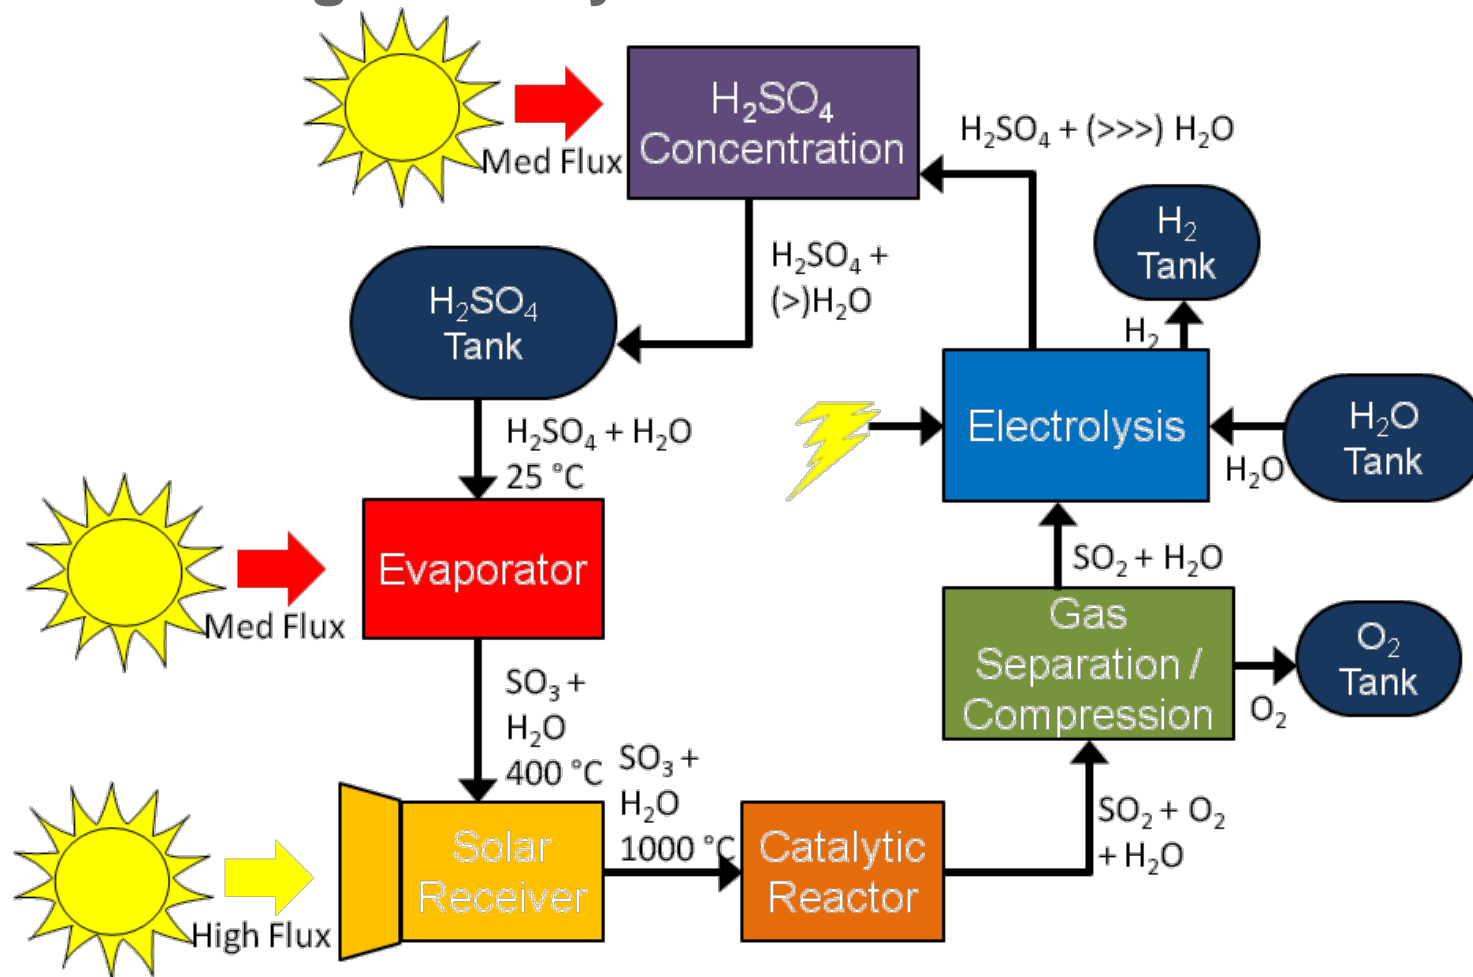 H₂SO₄
Concentration
Med Flux
H₂SO₄ + (>>>) H₂O
H₂
Tank
H₂SO₄ +
(>)H₂O
H₂SO₄
Tank
H₂
Electrolysis
H₂O
Tank
H₂O
H₂SO₄ + H₂O
25 °C
Evaporator
Med Flux
SO₂ + H₂O
Gas
Separation /
Compression
O₂
Tank
O₂
SO₃ +
H₂O
400 °C
SO₃ +
H₂O
1000 °C
SO₂ + O₂
+ H₂O
Solar
Receiver
Catalytic
Reactor
High Flux